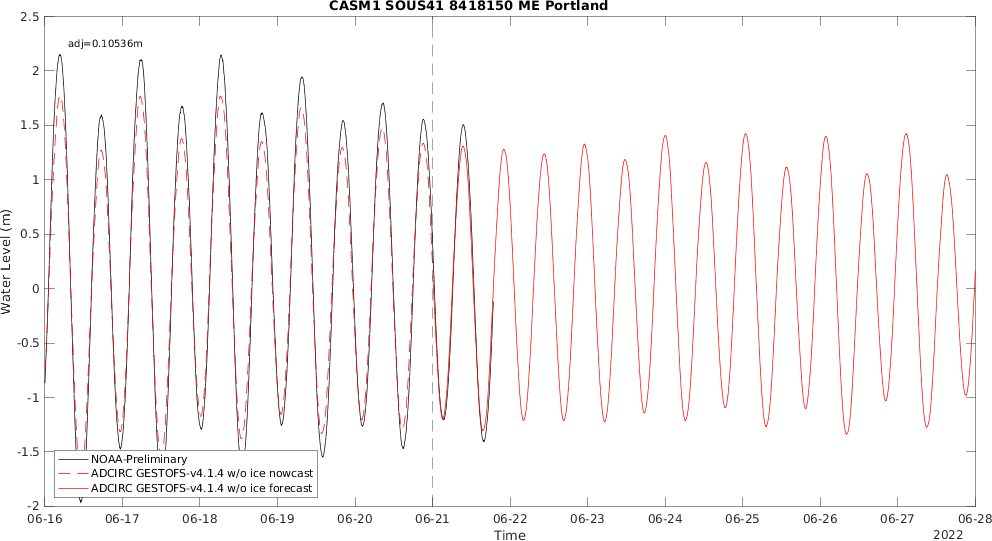 CASM1 SOUS41 8418150 ME Portland
adj=0.10536m
2.5
2
1.5
1
0.5
0
-0.5
-1
-1.5
-2
Water Level (m)
NOAA-Preliminary
ADCIRC GESTOFS-v4.1.4 w/o ice nowcast
ADCIRC GESTOFS-v4.1.4 w/o ice forecast
06-16 06-17 06-18 06-19 06-20 06-21 06-22 06-23 06-24 06-25 06-26 06-27 06-28
Time
2022